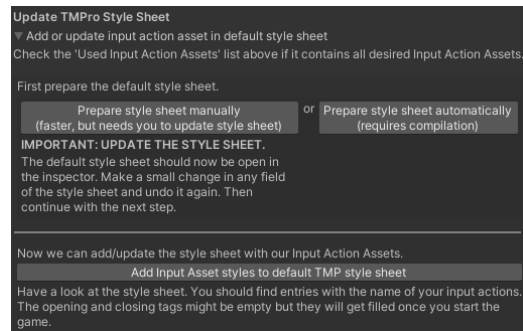 Update TMPro Style Sheet
Add or update input action asset in default style sheet
Check the 'Used Input Action Assets' list above if it contains all desired Input Action Assets.
First prepare the default style sheet.
Prepare style sheet manually
(faster, but needs you to update style sheet)
or
Prepare style sheet automatically
(requires compilation)
IMPORTANT: UPDATE THE STYLE SHEET.
The default style sheet should now be open in
the inspector. Make a small change in any field
of the style sheet and undo it again. Then
continue with the next step.
Now we can add/update the style sheet with our Input Action Assets.
Add Input Asset styles to default TMP style sheet
Have a look at the style sheet. You should find entries with the name of your input actions.
The opening and closing tags might be empty but they will get filled once you start the
game.